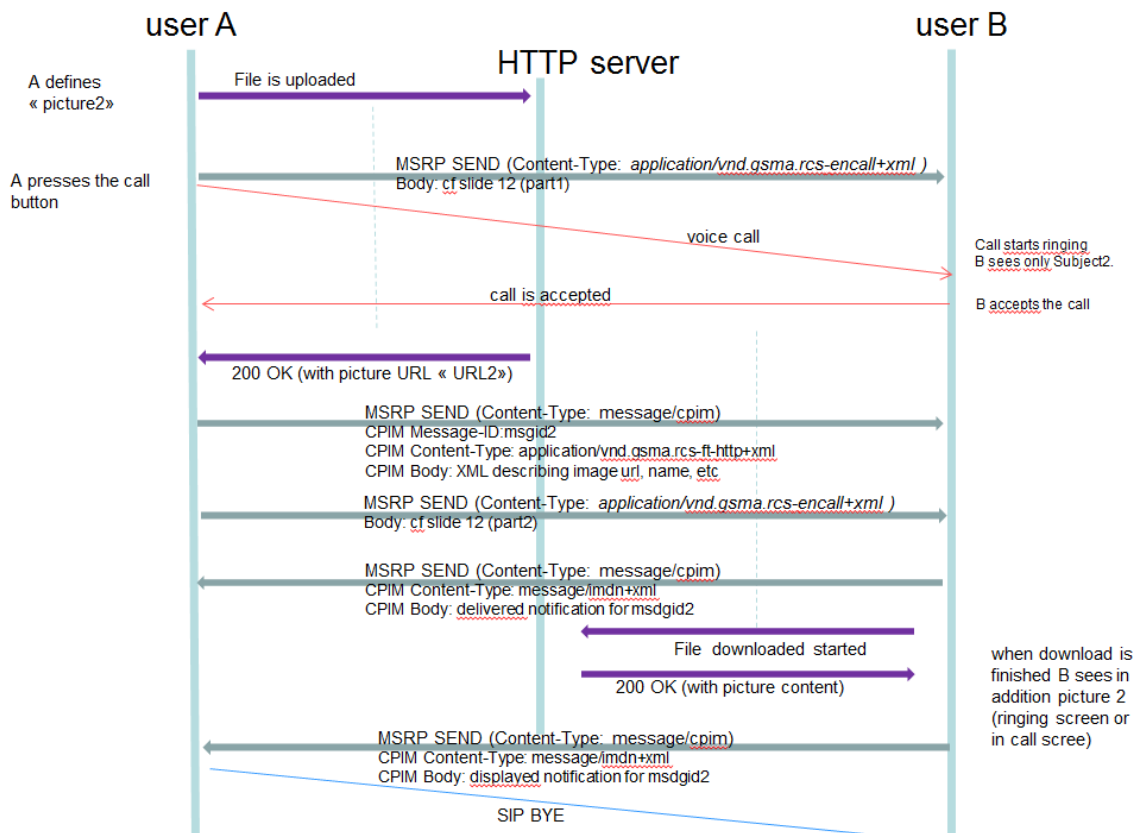 user A
user B
HTTP server
A defines
« picture2»
File is uploaded
MSRP SEND (Content-Type: application/vnd.gsma.rcs-encall+xml )
Body: cf slide 12 (part1)
A presses the call
button
voice call
Call starts ringing
B sees only Subject2.
call is accepted
B accepts the call
200 OK (with picture URL « URL2»)
MSRP SEND (Content-Type: message/cpim)
CPIM Message-ID:msgid2
CPIM Content-Type: application/vnd.gsma.rcs-ft-http+xml
CPIM Body: XML describing image url, name, etc
MSRP SEND (Content-Type: application/vnd.gsma.rcs-encall+xml )
Body: cf slide 12 (part2)
MSRP SEND (Content-Type: message/cpim)
CPIM Content-Type: message/imdn+xml
CPIM Body: delivered notification for msdgid2
File downloaded started
200 OK (with picture content)
when download is
finished B sees in
addition picture 2
(ringing screen or
in call scree)
MSRP SEND (Content-Type: message/cpim)
CPIM Content-Type: message/imdn+xml
CPIM Body: displayed notification for msdgid2
SIP BYE